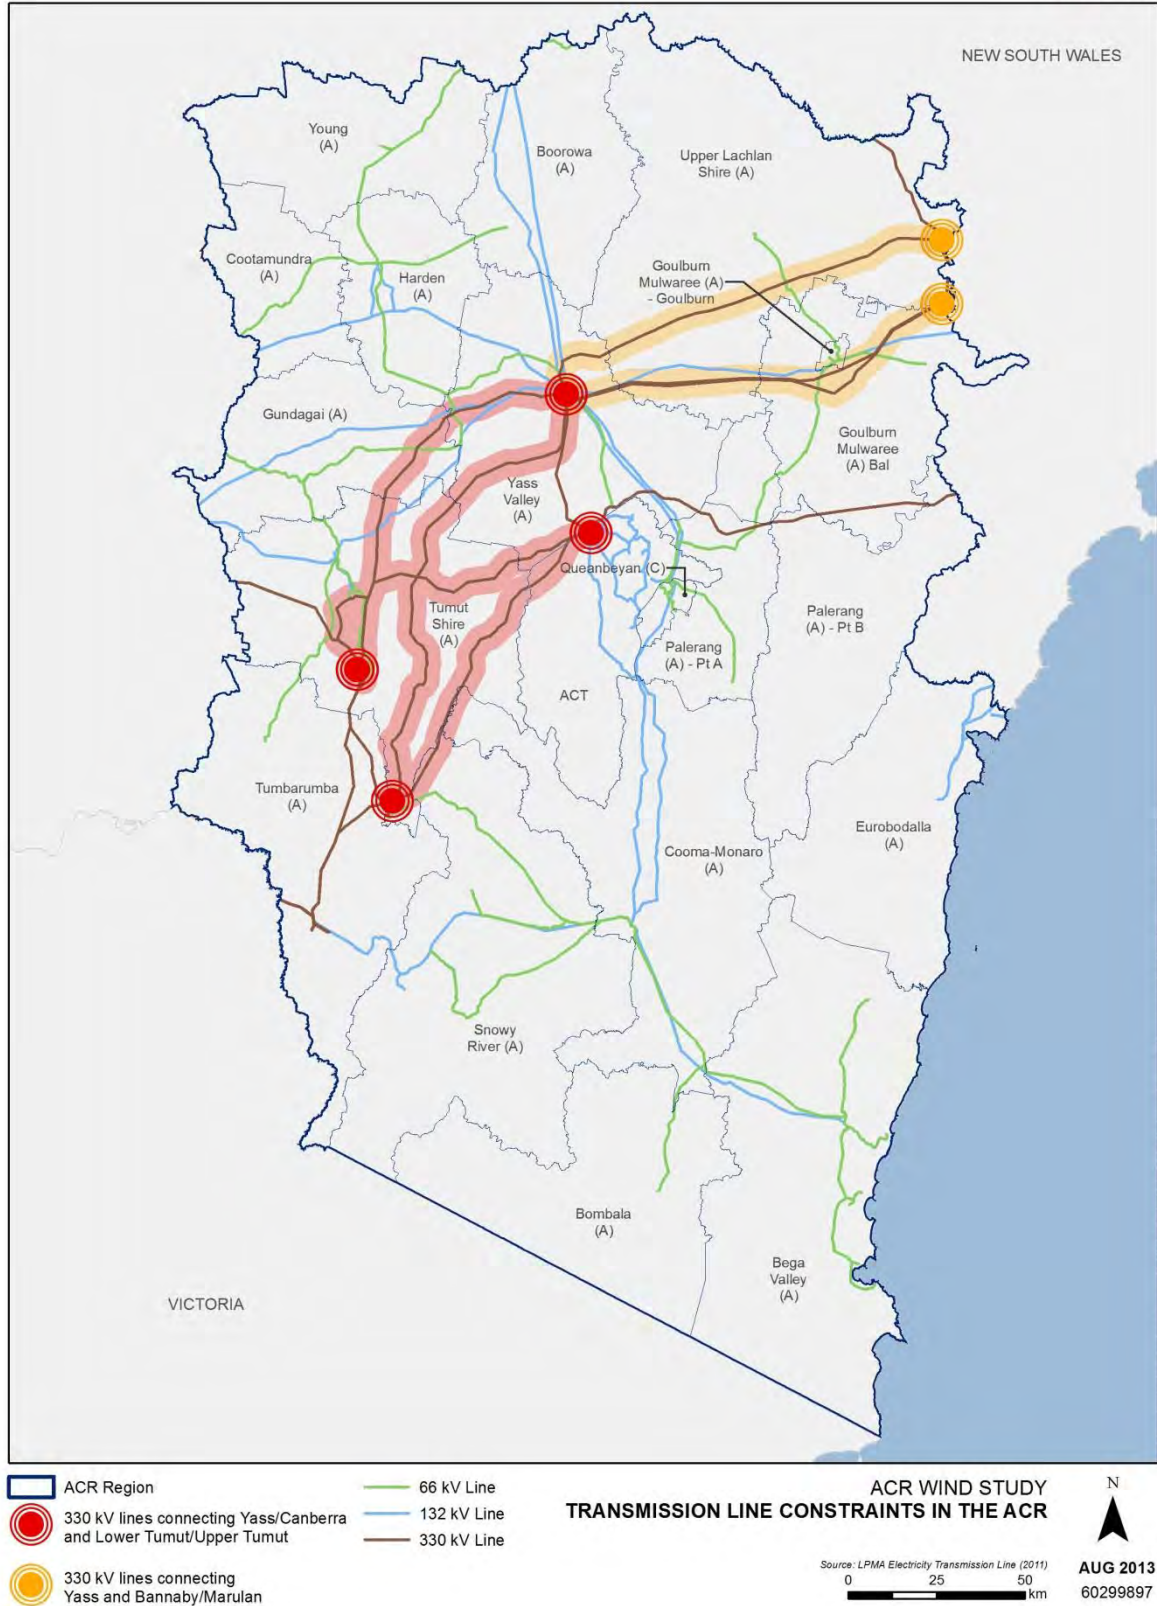 NEW SOUTH WALES
Young
(A)
Boorowa
(A)
Upper Lachlan
Shire (A)
Cootamundra
(A)
Harden
(A)
Goulburn
Mulwaree (A)
- Goulburn
Gundagai (A)
Goulburn
Mulwaree
(A) Bal
Yass
Valley
(A)
Queanbeyan (C)
Tumut
Shire
(A)
Palerang
(A) - Pt B
Palerang
(A) - Pt A
ACT
Tumbarumba
(A)
Eurobodalla
(A)
Cooma-Monaro
(A)
Snowy
River (A)
Bombala
(A)
Bega
Valley
(A)
VICTORIA
ACR Region
330 kV lines connecting Yass/Canberra
and Lower Tumut/Upper Tumut
330 kV lines connecting
Yass and Bannaby/Marulan
66 kV Line
132 kV Line
330 kV Line
ACR WIND STUDY
TRANSMISSION LINE CONSTRAINTS IN THE ACR
N
Source: LPMA Electricity Transmission Line (2011)
0 25 50
km
AUG 2013
60299897